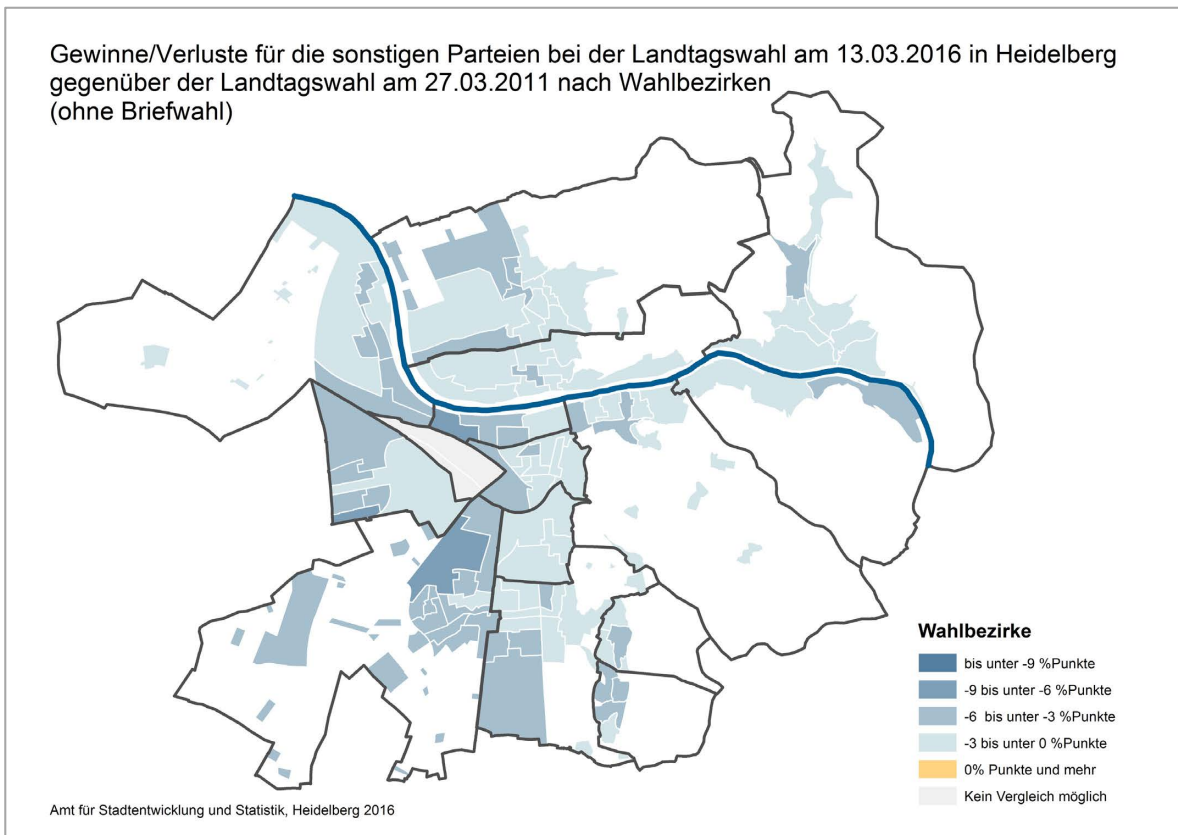 Gewinne/Verluste für die sonstigen Parteien bei der Landtagswahl am 13.03.2016 in Heidelberg
gegenüber der Landtagswahl am 27.03.2011 nach Wahlbezirken
(ohne Briefwahl)
Wahlbezirke
bis unter -9 %Punkte
-9 bis unter -6 %Punkte
-6 bis unter -3 %Punkte
-3 bis unter 0 %Punkte
0% Punkte und mehr
Kein Vergleich möglich
Amt für Stadtentwicklung und Statistik, Heidelberg 2016